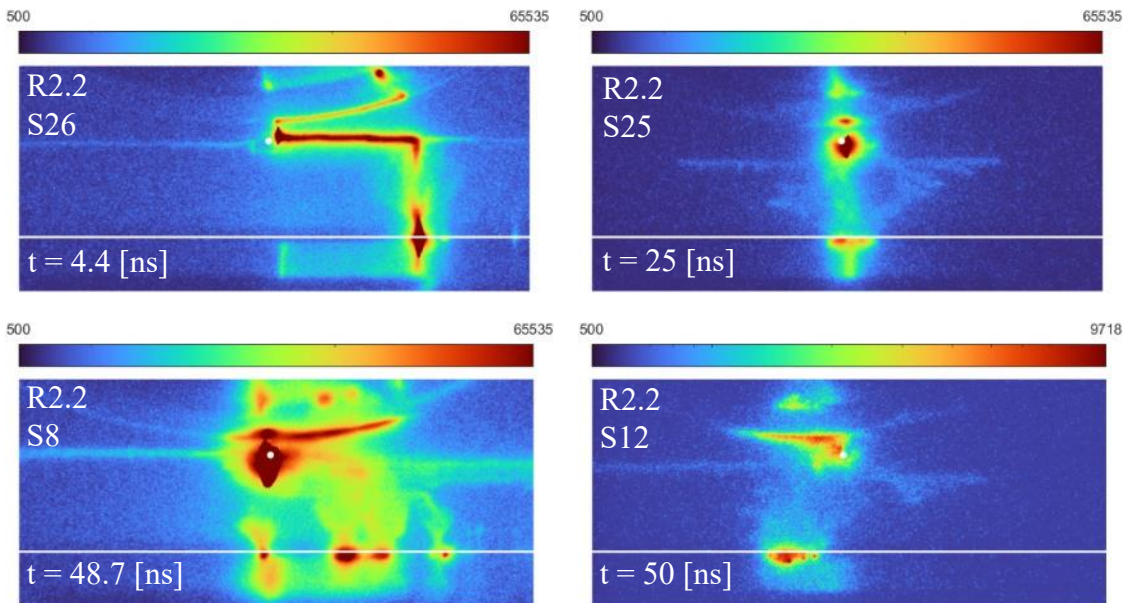 500 65535
R2.2
S26
t = 4.4 [ns]
500 65535
R2.2
S25
t = 25 [ns]
500 65535
R2.2
S8
t = 48.7 [ns]
500 9718
R2.2
S12
t = 50 [ns]